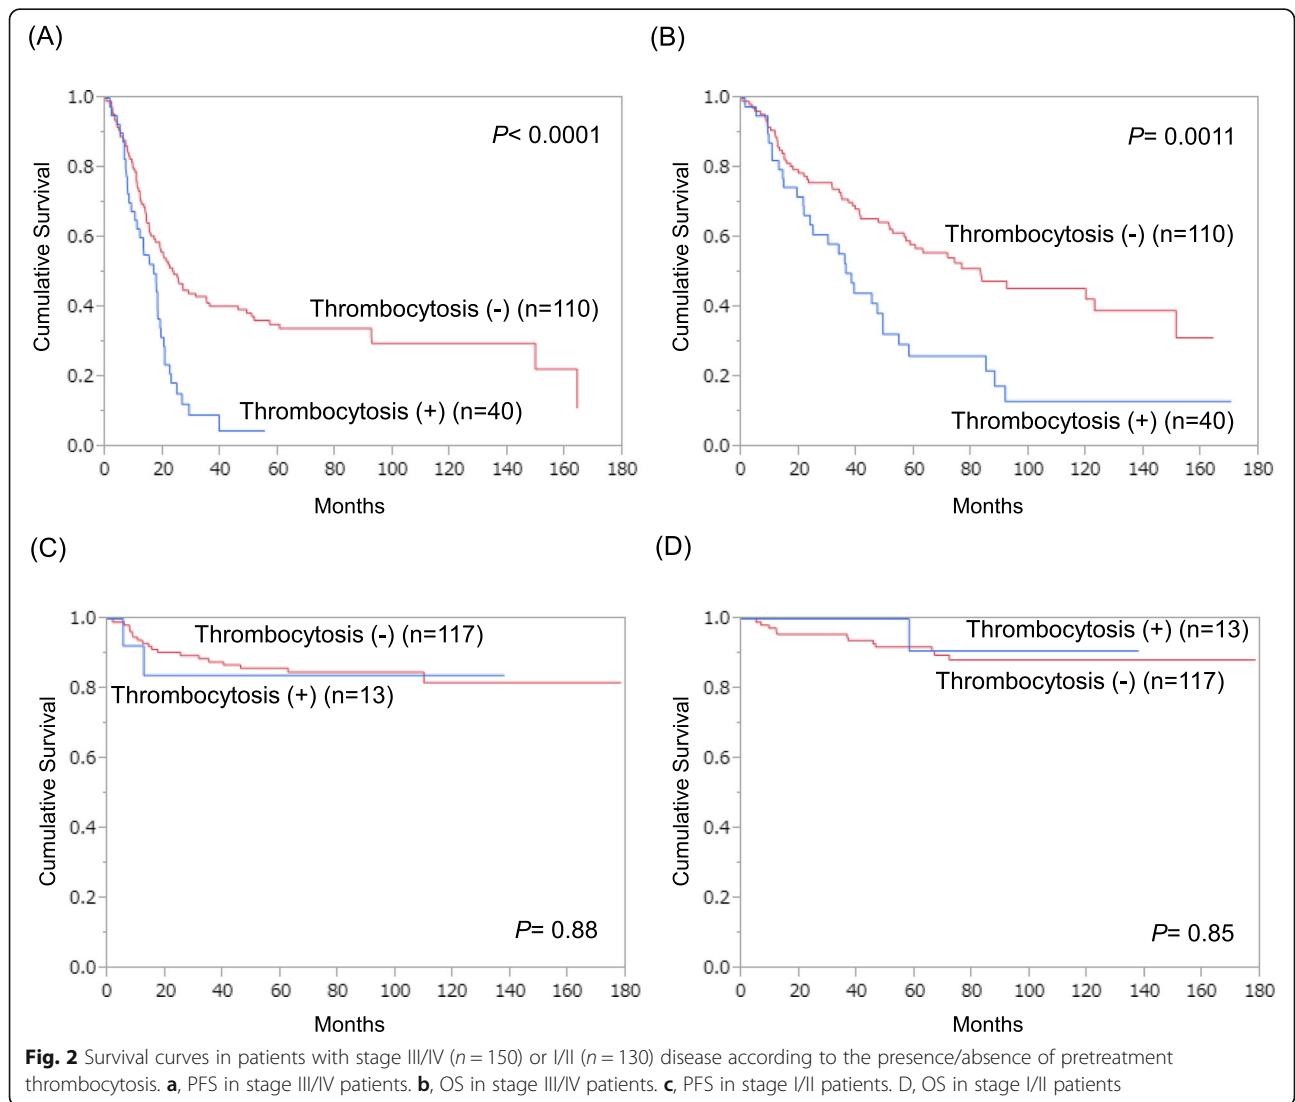 (A)
1.0
0.8
0.6
0.4
0.2
0.0
Cumulative Survival
P< 0.0001
Thrombocytosis (-) (n=110)
Thrombocytosis (+) (n=40)
0 20 40 60 80 100 120 140 160 180
Months
(B)
1.0
0.8
0.6
0.4
0.2
0.0
Cumulative Survival
P= 0.0011
Thrombocytosis (-) (n=110)
Thrombocytosis (+) (n=40)
0 20 40 60 80 100 120 140 160 180
Months
(C)
1.0
0.8
0.6
0.4
0.2
0.0
Cumulative Survival
Thrombocytosis (-) (n=117)
Thrombocytosis (+) (n=13)
P= 0.88
0 20 40 60 80 100 120 140 160 180
Months
(D)
1.0
0.8
0.6
0.4
0.2
0.0
Cumulative Survival
Thrombocytosis (+) (n=13)
Thrombocytosis (-) (n=117)
P= 0.85
0 20 40 60 80 100 120 140 160 180
Months
Fig. 2 Survival curves in patients with stage III/IV (n = 150) or I/II (n = 130) disease according to the presence/absence of pretreatment
thrombocytosis. a, PFS in stage III/IV patients. b, OS in stage III/IV patients. c, PFS in stage I/II patients. D, OS in stage I/II patients